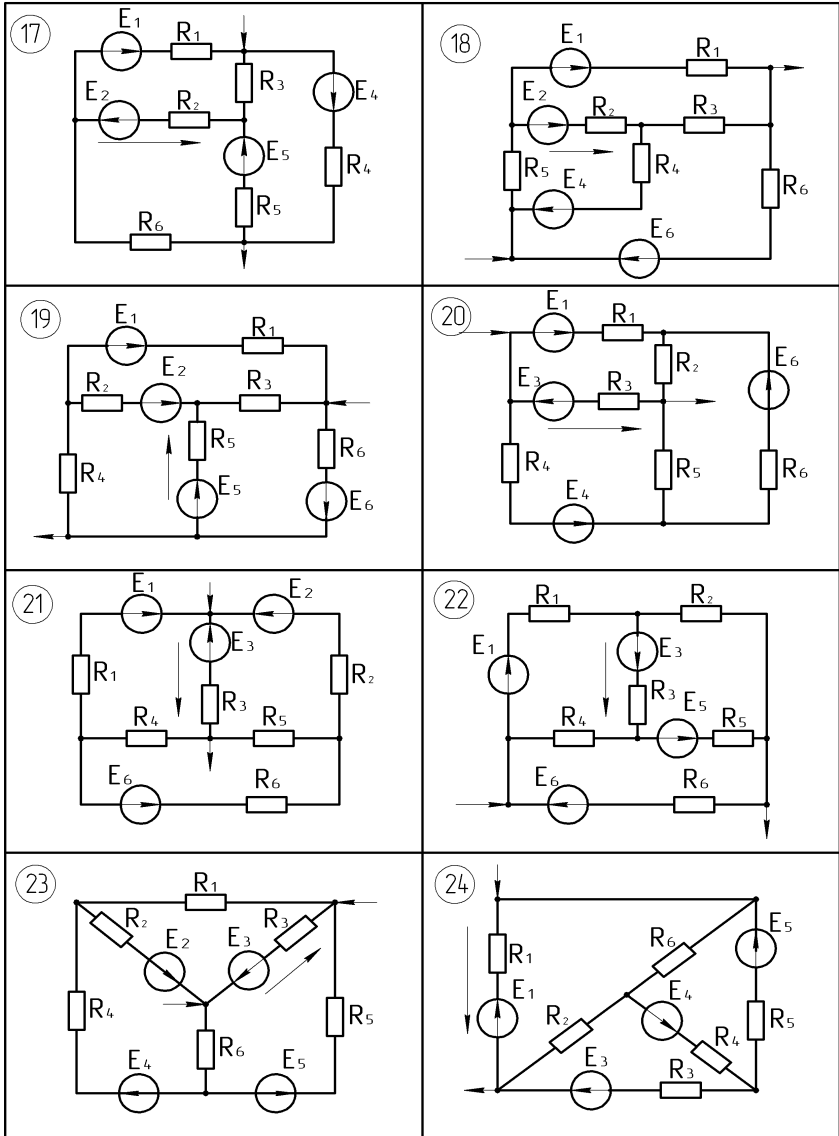 17
E1 R1
R3
E4
E2 R2
E5
R4
R5
R6
18
E1 R1
E2 R2 R3
R5 R4
E4
R6
E6
19
E1 R1
R2 E2 R3
R5 R6
R4
E5 E6
20
E1 R1
R2 E6
E3 R3
R4 R5 R6
E4
21
E1 E2
E3
R1 R2
R3
R4 R5
E6 R6
22
R1 R2
E1 E3
R3
R4 E5 R5
E6 R6
23
R1
R2 R3
E2 E3
R4 R5
R6
E4 E5
24
R6 E5
R1
E1 E4
R2 R4 R5
E3 R3